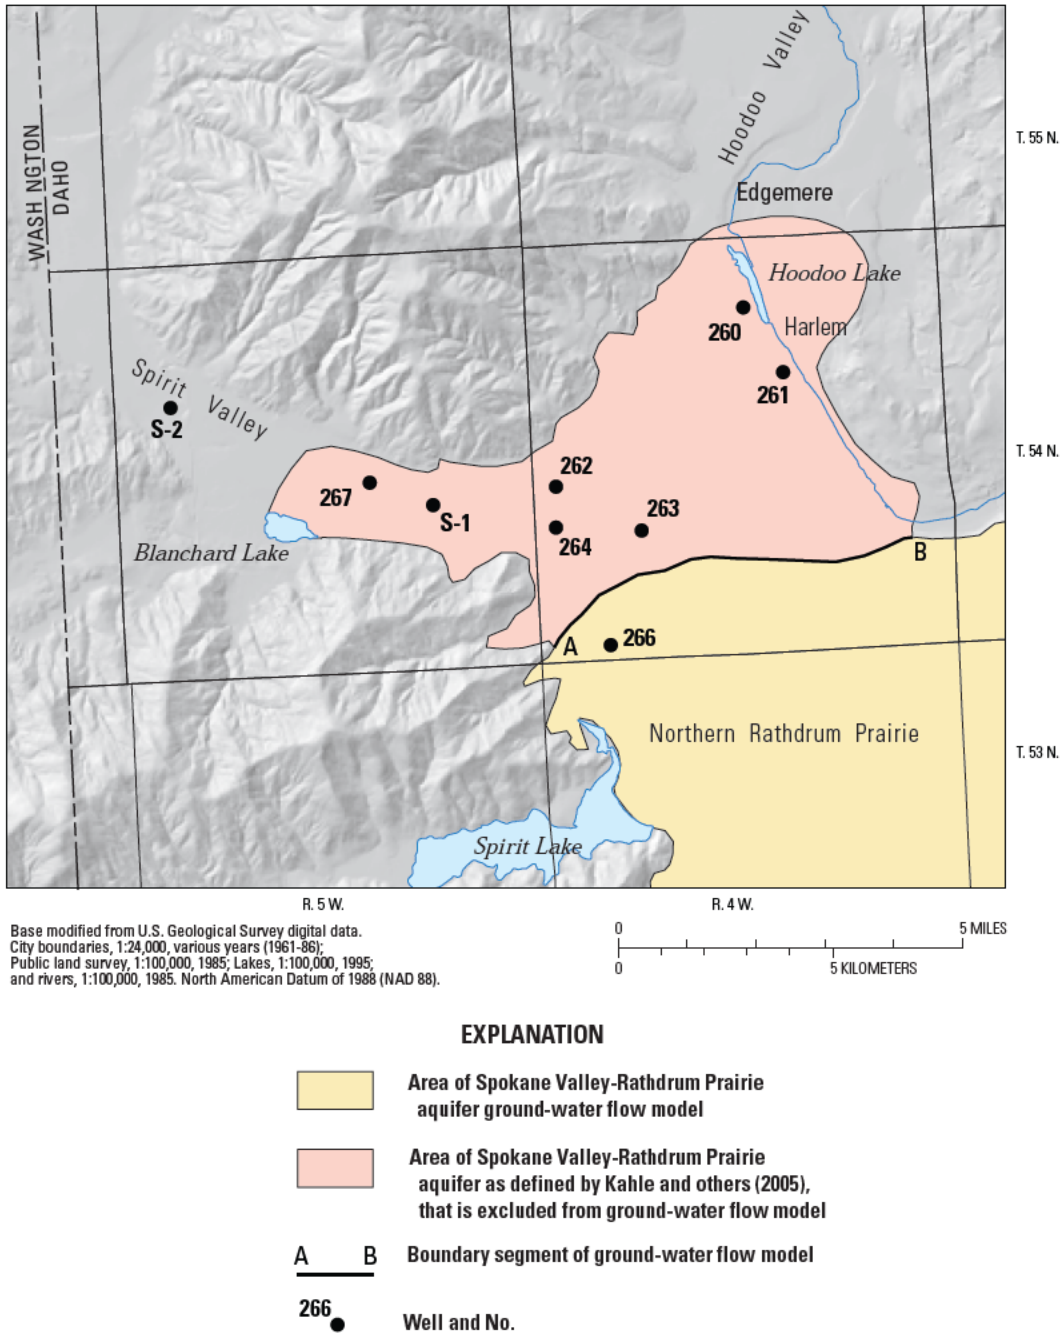 Hoodoo Valley
T. 55 N.
WASH NGTON
DAHO
Edgemere
Hoodoo Lake
260
Harlem
261
Spirit Valley
S-2
T. 54 N.
262
267
S-1
263
264
Blanchard Lake
B
A
266
Northern Rathdrum Prairie
T. 53 N.
Spirit Lake
R. 5 W.
R. 4 W.
Base modified from U.S. Geological Survey digital data.
City boundaries, 1:24,000, various years (1961-86);
Public land survey, 1:100,000, 1985; Lakes, 1:100,000, 1995;
and rivers, 1:100,000, 1985. North American Datum of 1988 (NAD 88).
0 5 MILES
0 5 KILOMETERS
EXPLANATION
Area of Spokane Valley-Rathdrum Prairie
aquifer ground-water flow model
Area of Spokane Valley-Rathdrum Prairie
aquifer as defined by Kahle and others (2005),
that is excluded from ground-water flow model
A B Boundary segment of ground-water flow model
266 Well and No.